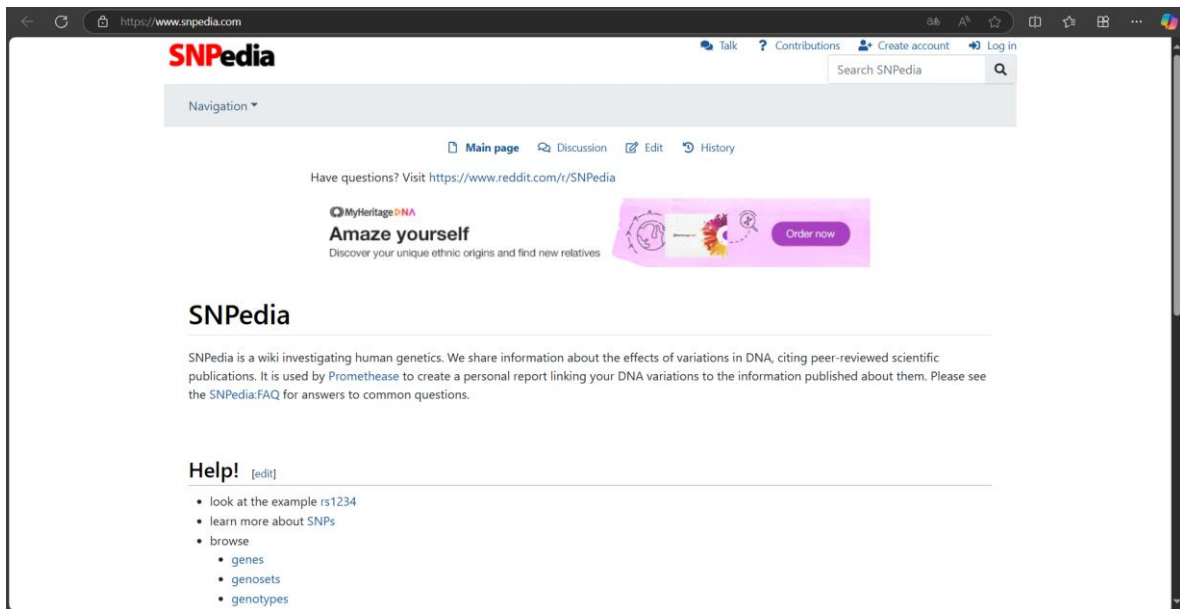 https://www.snpedia.com
SNPedia
Talk ? Contributions Create account Log in
Search SNPedia
Navigation
Main page Discussion Edit History
Have questions? Visit https://www.reddit.com/r/SNPedia
MyHeritage DNA
Amaze yourself
Discover your unique ethnic origins and find new relatives
Order now
SNPedia
SNPedia is a wiki investigating human genetics. We share information about the effects of variations in DNA, citing peer-reviewed scientific
publications. It is used by Promethease to create a personal report linking your DNA variations to the information published about them. Please see
the SNPedia:FAQ for answers to common questions.
Help! [edit]
• look at the example rs1234
• learn more about SNPs
• browse
• genes
• genosets
• genotypes